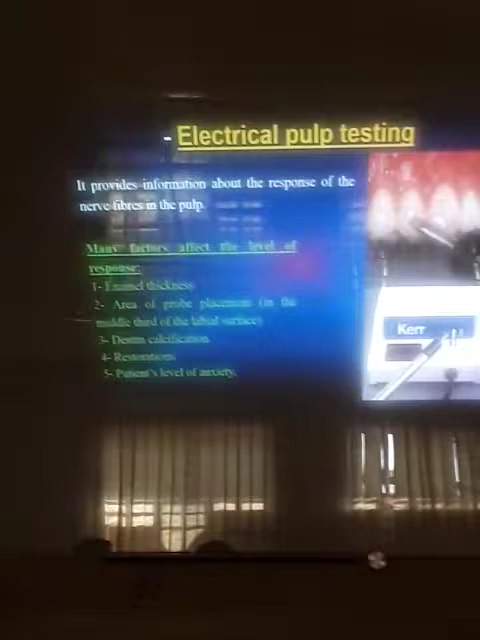 - Electrical pulp testing
It provides information about the response of the
nerve fibres in the pulp.
Many factors affect the level of
response:
1- Enamel thickness
2- Area of probe placement (in the
middle third of the labial surface)
3- Dentin calcification
4- Restorations
5- Patient's level of anxiety.
Kerr